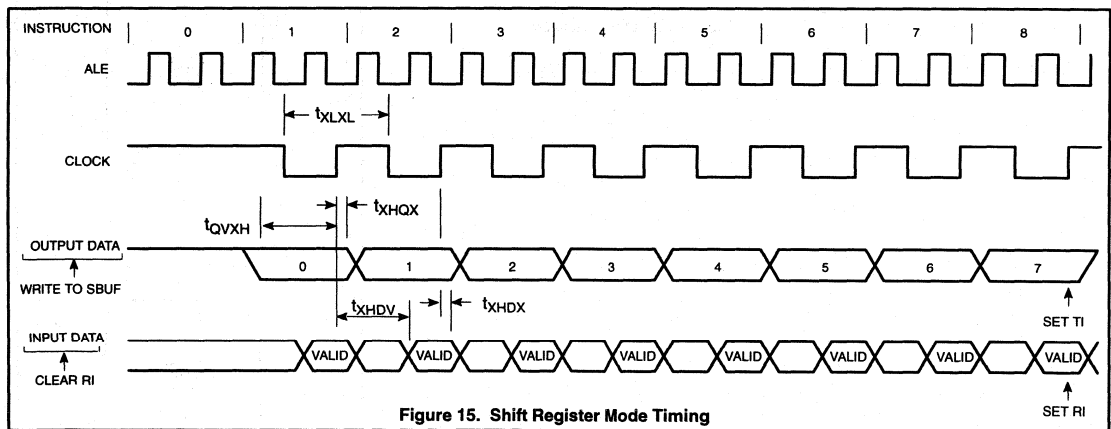 INSTRUCTION 0 1 2 3 4 5 6 7 8
ALE
tXLXL
CLOCK
tXHQX
tQVXH
OUTPUT DATA
0 1 2 3 4 5 6 7
WRITE TO SBUF
tXHDV
tXHDX
SET TI
INPUT DATA
VALID VALID VALID VALID VALID VALID VALID VALID
CLEAR RI
SET RI
Figure 15. Shift Register Mode Timing